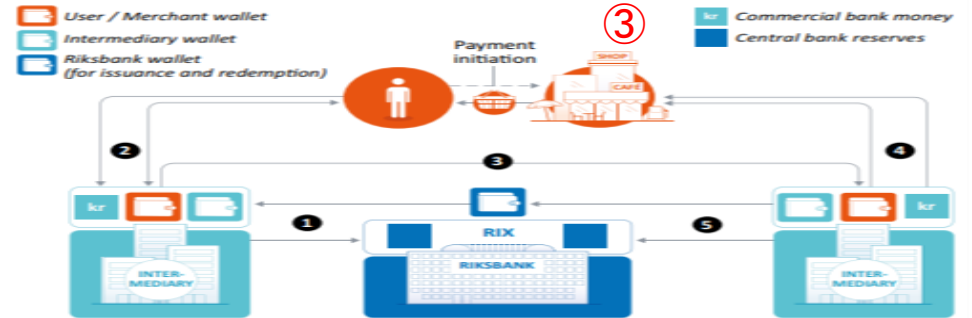 User / Merchant wallet
Intermediary wallet
Riksbank wallet
(for issuance and redemption)
③
kr Commercial bank money
Central bank reserves
Payment
initiation
SHOP
CAFÉ
2
3
4
kr
kr
1
5
RIX
RIKSBANK
INTER-
MEDIARY
INTER-
MEDIARY